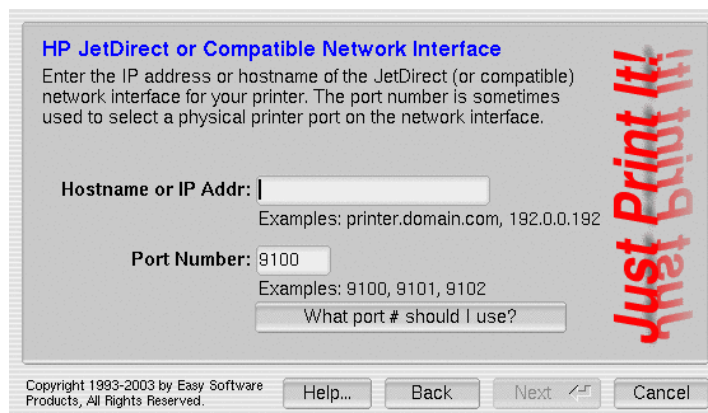 HP JetDirect or Compatible Network Interface
Enter the IP address or hostname of the JetDirect (or compatible)
network interface for your printer. The port number is sometimes
used to select a physical printer port on the network interface.
Hostname or IP Addr:
Examples: printer.domain.com, 192.0.0.192
Port Number: 9100
Examples: 9100, 9101, 9102
What port # should I use?
Just Print It!
Copyright 1993-2003 by Easy Software
Products, All Rights Reserved.
Help... Back Next Cancel